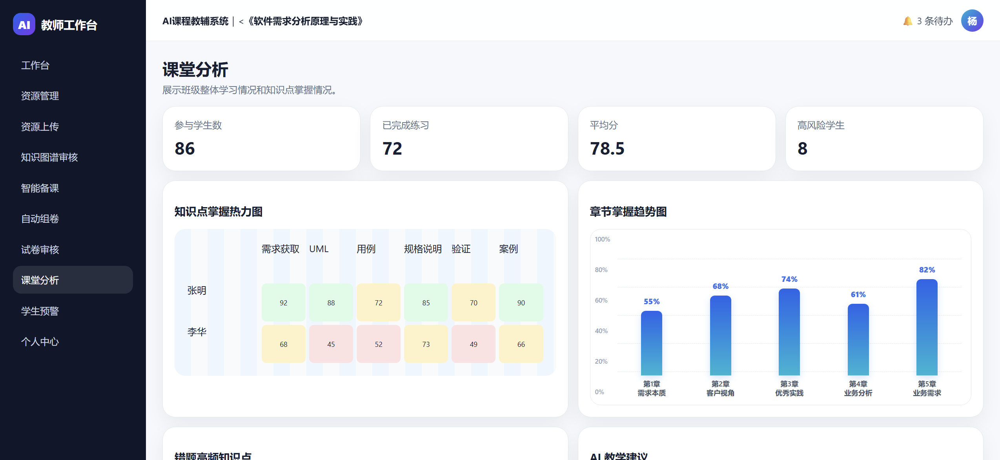 AI 教师工作台
工作台
资源管理
资源上传
知识图谱审核
智能备课
自动组卷
试卷审核
课堂分析
学生预警
个人中心
AI课程教辅系统 | <《软件需求分析原理与实践》
3 条待办 杨
课堂分析
展示班级整体学习情况和知识点掌握情况。
参与学生数
86
已完成练习
72
平均分
78.5
高风险学生
8
知识点掌握热力图
需求获取 UML 用例 规格说明 验证 案例
张明 92 88 72 85 70 90
李华 68 45 52 73 49 66
章节掌握趋势图
100%
80%
60%
40%
20%
0%
55% 68% 74% 61% 82%
第1章 第2章 第3章 第4章 第5章
需求本质 客户视角 优秀实践 业务分析 业务需求
错题高频知识点
AI 教学建议